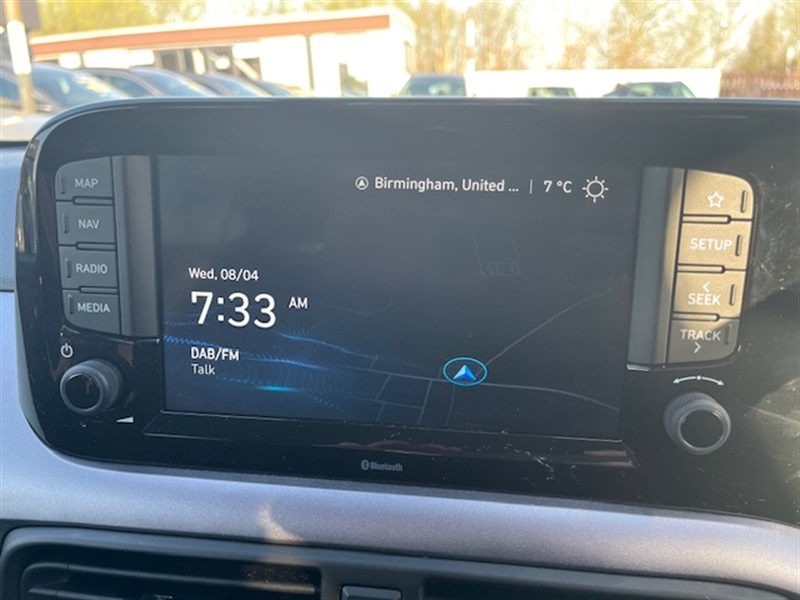 MAP
NAV
RADIO
MEDIA
Birmingham, United ... | 7 °C
Wed, 08/04
7:33 AM
DAB/FM
Talk
SETUP
SEEK
TRACK
Bluetooth